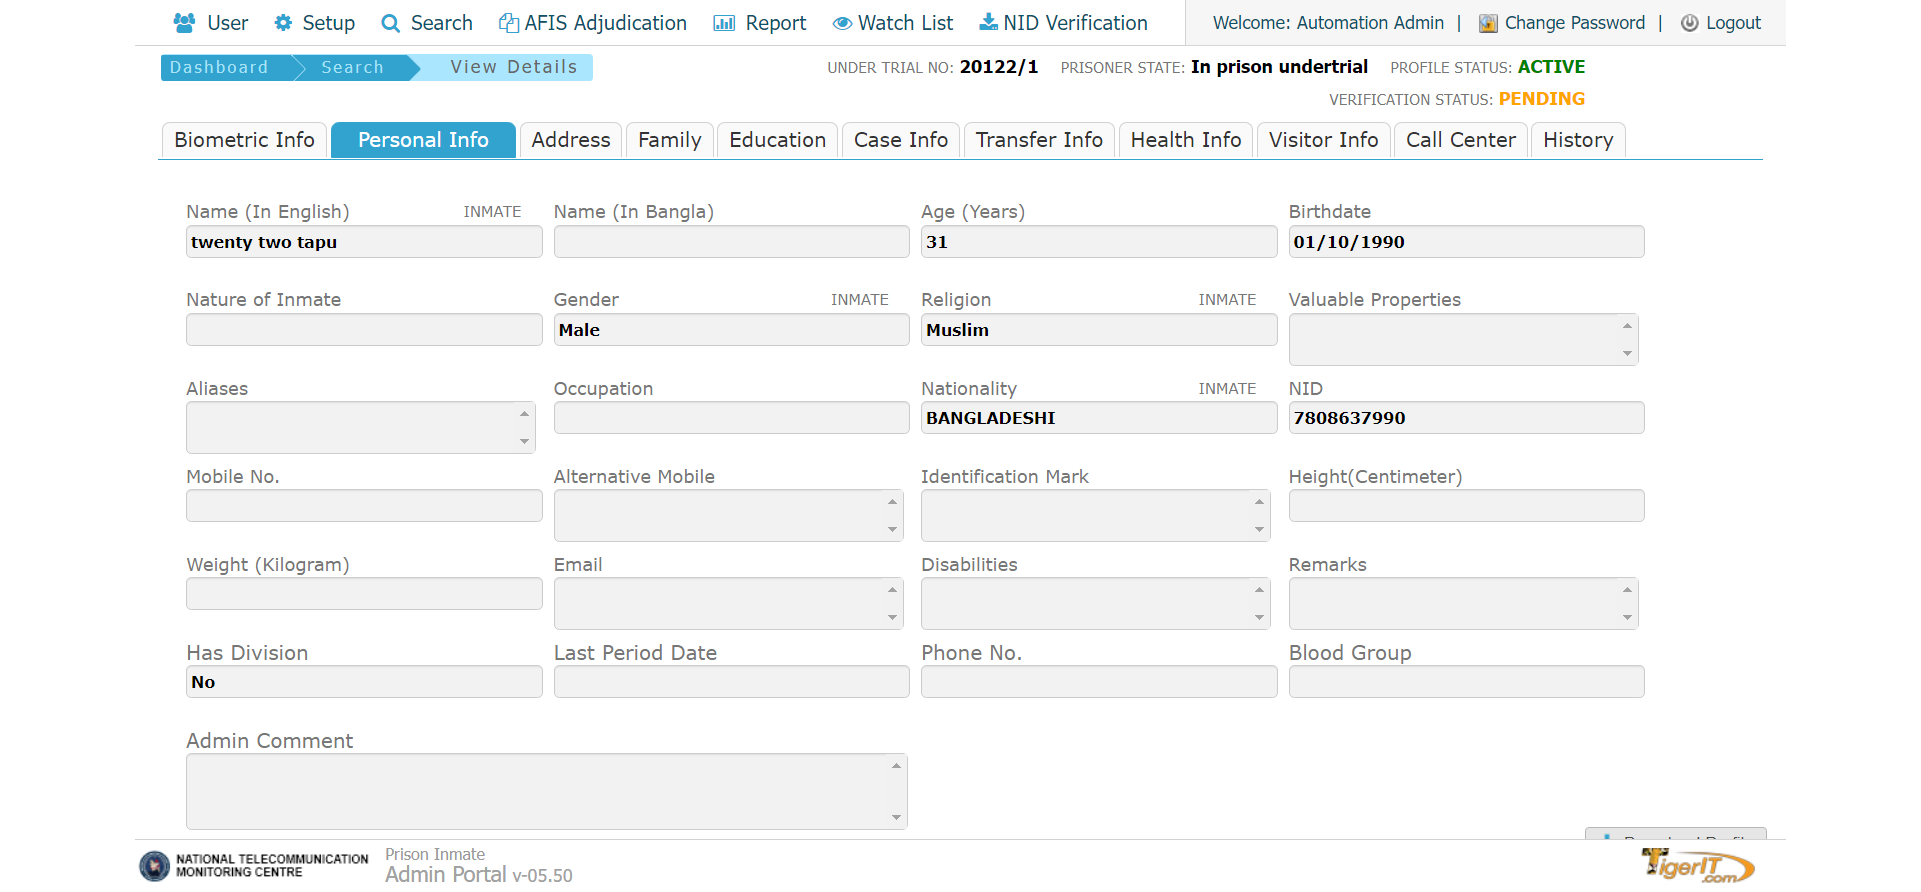 User Setup Search AFIS Adjudication Report Watch List NID Verification Welcome: Automation Admin | Change Password | Logout
Dashboard Search View Details UNDER TRIAL NO: 20122/1 PRISONER STATE: In prison undertrial PROFILE STATUS: ACTIVE
VERIFICATION STATUS: PENDING
Biometric Info Personal Info Address Family Education Case Info Transfer Info Health Info Visitor Info Call Center History
Name (In English) INMATE Name (In Bangla) Age (Years) Birthdate
twenty two tapu 31 01/10/1990
Nature of Inmate Gender INMATE Religion INMATE Valuable Properties
Male Muslim
Aliases Occupation Nationality INMATE NID
BANGLADESHI 7808637990
Mobile No. Alternative Mobile Identification Mark Height(Centimeter)
Weight (Kilogram) Email Disabilities Remarks
Has Division Last Period Date Phone No. Blood Group
No
Admin Comment
NATIONAL TELECOMMUNICATION
MONITORING CENTRE
Prison Inmate
Admin Portal v-05.50
TigerIT
.com